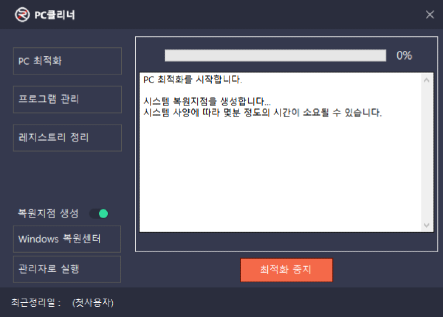 PC클리너
PC 최적화
프로그램 관리
레지스트리 정리
복원지점 생성
Windows 복원센터
관리자로 실행
0%
PC 최적화를 시작합니다.
시스템 복원지점을 생성합니다...
시스템 사양에 따라 몇분 정도의 시간이 소요될 수 있습니다.
최적화 중지
최근정리일 : (첫사용자)